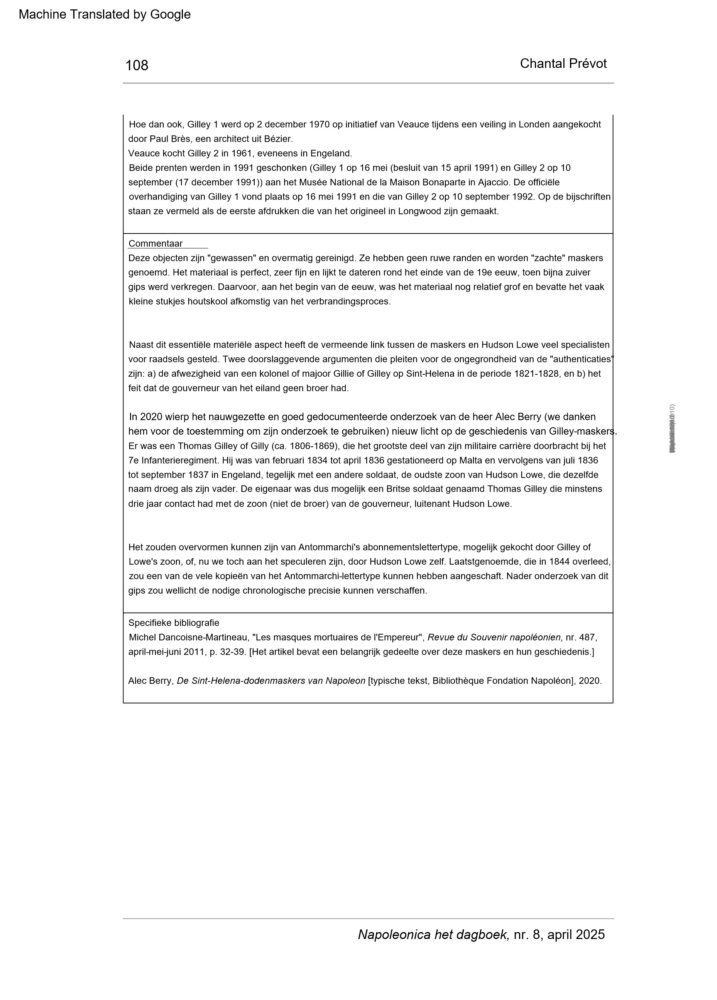 Machine Translated by Google
108
Chantal Prévot
Hoe dan ook, Gilley 1 werd op 2 december 1970 op initiatief van Veauce tijdens een veiling in Londen aangekocht
door Paul Brès, een architect uit Bézier.
Veauce kocht Gilley 2 in 1961, eveneens in Engeland.
Beide prenten werden in 1991 geschonken (Gilley 1 op 16 mei (besluit van 15 april 1991) en Gilley 2 op 10
september (17 december 1991)) aan het Musée National de la Maison Bonaparte in Ajaccio. De officiële
overhandiging van Gilley 1 vond plaats op 16 mei 1991 en die van Gilley 2 op 10 september 1992. Op de bijschriften
staan ze vermeld als de eerste afdrukken die van het origineel in Longwood zijn gemaakt.
Commentaar
Deze objecten zijn "gewassen" en overmatig gereinigd. Ze hebben geen ruwe randen en worden "zachte" maskers
genoemd. Het materiaal is perfect, zeer fijn en lijkt te dateren rond het einde van de 19e eeuw, toen bijna zuiver
gips werd verkregen. Daarvoor, aan het begin van de eeuw, was het materiaal nog relatief grof en bevatte het vaak
kleine stukjes houtskool afkomstig van het verbrandingsproces.
Naast dit essentiële materiële aspect heeft de vermeende link tussen de maskers en Hudson Lowe veel specialisten
voor raadsels gesteld. Twee doorslaggevende argumenten die pleiten voor de ongegrondheid van de "authenticaties"
zijn: a) de afwezigheid van een kolonel of majoor Gillie of Gilley op Sint-Helena in de periode 1821-1828, en b) het
feit dat de gouverneur van het eiland geen broer had.
In 2020 wierp het nauwgezette en goed gedocumenteerde onderzoek van de heer Alec Berry (we danken
hem voor de toestemming om zijn onderzoek te gebruiken) nieuw licht op de geschiedenis van Gilley-maskers.
Er was een Thomas Gilley of Gilly (ca. 1806-1869), die het grootste deel van zijn militaire carrière doorbracht bij het
7e Infanterieregiment. Hij was van februari 1834 tot april 1836 gestationeerd op Malta en vervolgens van juli 1836
tot september 1837 in Engeland, tegelijk met een andere soldaat, de oudste zoon van Hudson Lowe, die dezelfde
naam droeg als zijn vader. De eigenaar was dus mogelijk een Britse soldaat genaamd Thomas Gilley die minstens
drie jaar contact had met de zoon (niet de broer) van de gouverneur, luitenant Hudson Lowe.
Het zouden overvormen kunnen zijn van Antommarchi's abonnementslettertype, mogelijk gekocht door Gilley of
Lowe's zoon, of, nu we toch aan het speculeren zijn, door Hudson Lowe zelf. Laatstgenoemde, die in 1844 overleed,
zou een van de vele kopieën van het Antommarchi-lettertype kunnen hebben aangeschaft. Nader onderzoek van dit
gips zou wellicht de nodige chronologische precisie kunnen verschaffen.
Specifieke bibliografie
Michel Dancoisne-Martineau, "Les masques mortuaires de l'Empereur", Revue du Souvenir napoléonien, nr. 487,
april-mei-juni 2011, p. 32-39. [Het artikel bevat een belangrijk gedeelte over deze maskers en hun geschiedenis.]
Alec Berry, De Sint-Helena-dodenmaskers van Napoleon [typische tekst, Bibliothèque Fondation Napoléon], 2020.
Napoleonica het dagboek, nr. 8, april 2025